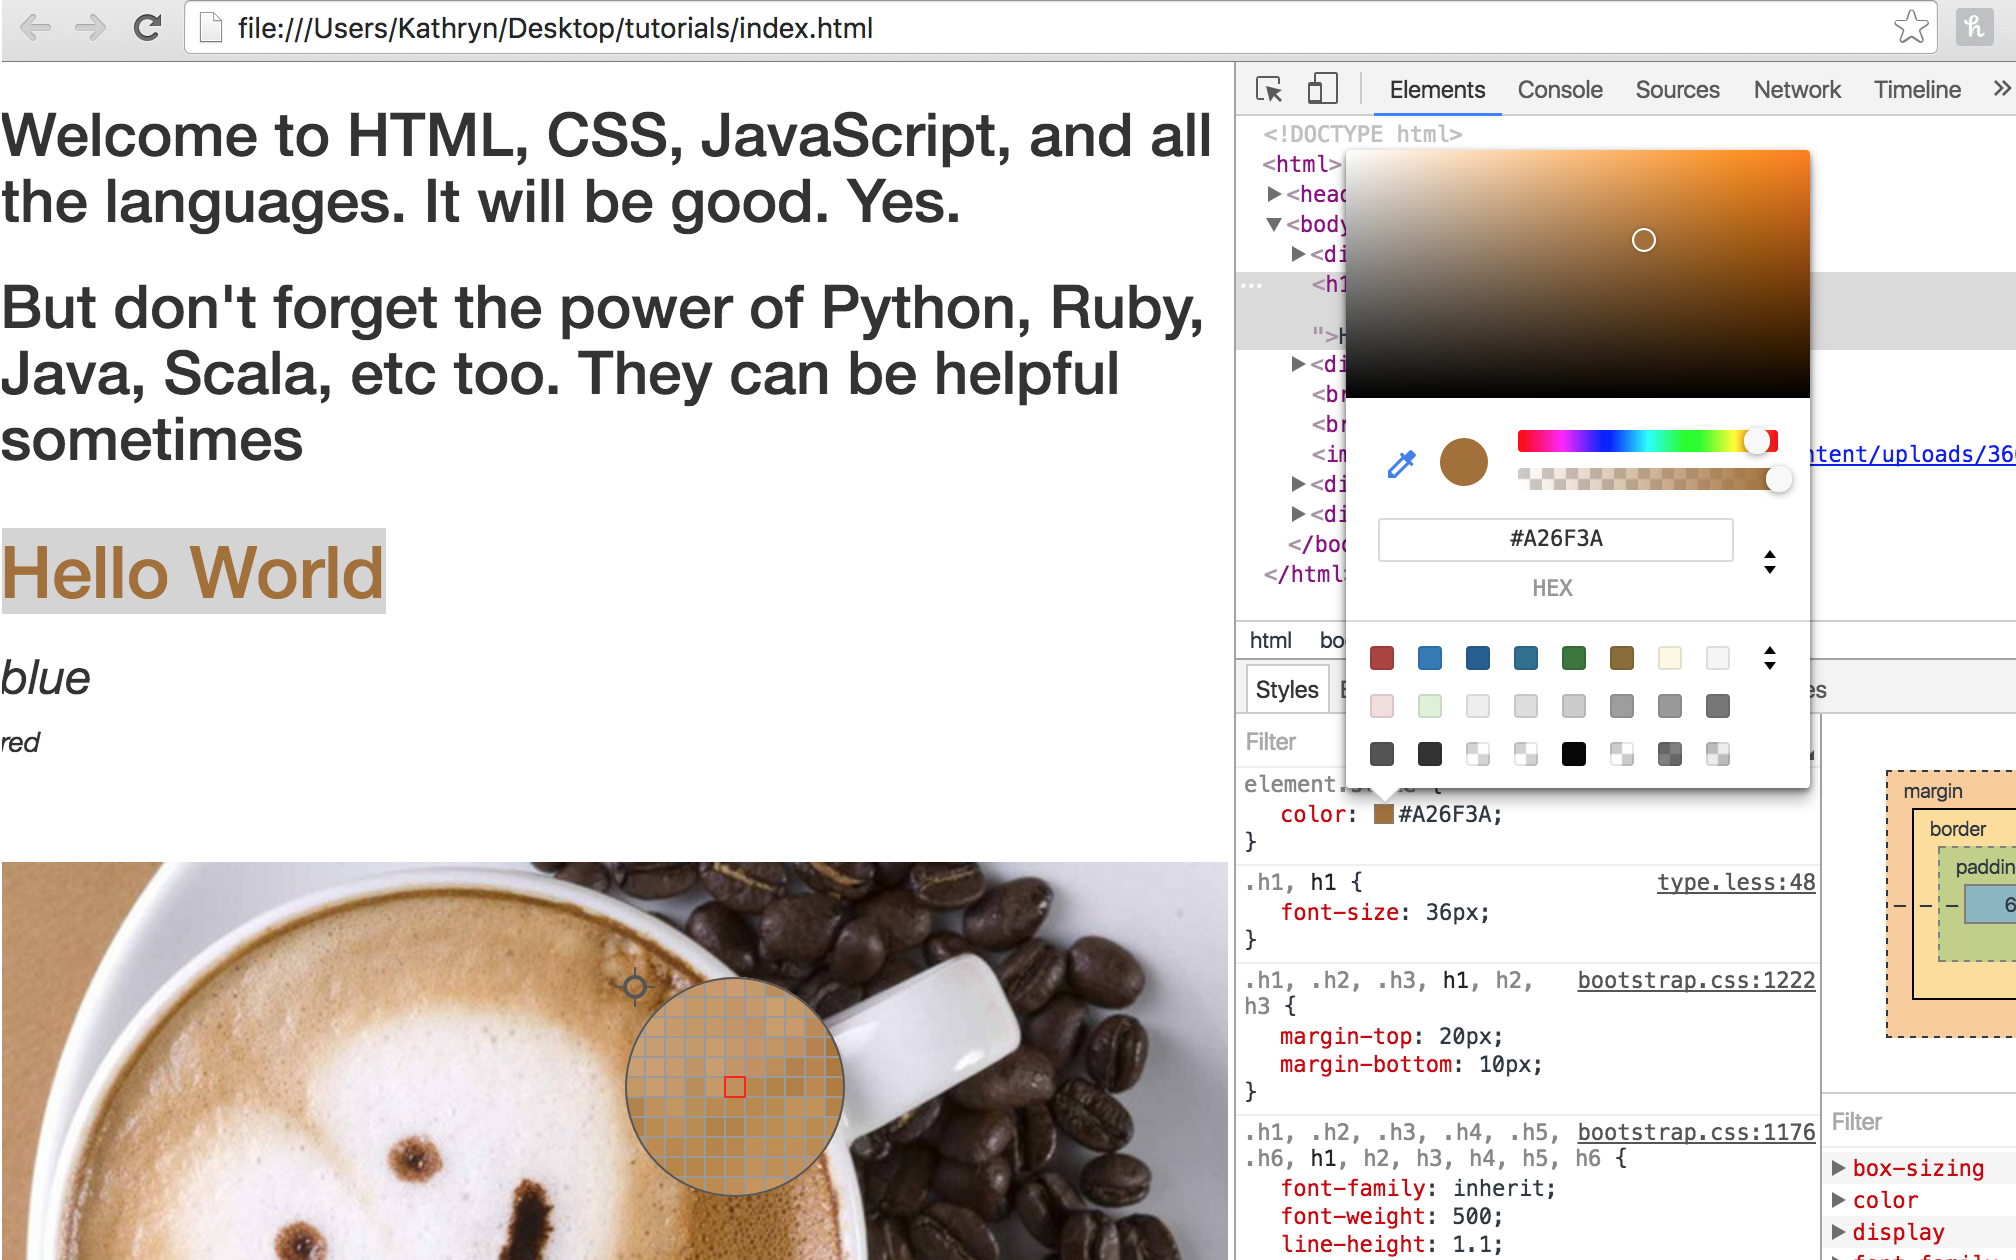 file:///Users/Kathryn/Desktop/tutorials/index.html
Welcome to HTML, CSS, JavaScript, and all
the languages. It will be good. Yes.
But don't forget the power of Python, Ruby,
Java, Scala, etc too. They can be helpful
sometimes
Hello World
blue
red
Elements Console Sources Network Timeline »
<!DOCTYPE html>
<html>
▶<head
▼<body
▶<di
<h1
">H
▶<di
<br
<br
<im
ntent/uploads/36
▶<di
▶<di
</bod
</html
#A26F3A
HEX
html
Styles
Filter
element.
color: #A26F3A;
}
.h1, h1 { type.less:48
font-size: 36px;
}
.h1, .h2, .h3, h1, h2, bootstrap.css:1222
h3 {
margin-top: 20px;
margin-bottom: 10px;
}
.h1, .h2, .h3, .h4, .h5, bootstrap.css:1176
.h6, h1, h2, h3, h4, h5, h6 {
font-family: inherit;
font-weight: 500;
line-height: 1.1;
margin
border
paddin
6
Filter
▶ box-sizing
▶ color
▶ display